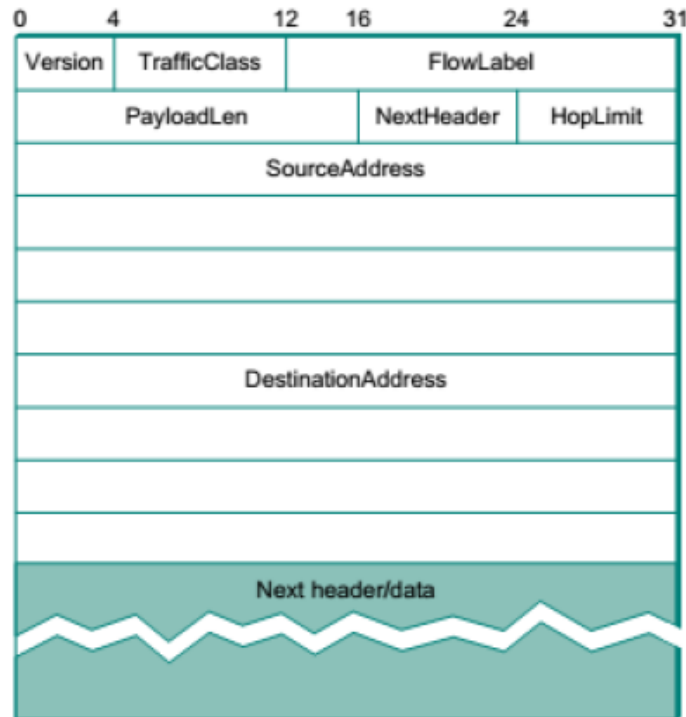 0 4 12 16 24 31
Version TrafficClass FlowLabel
PayloadLen NextHeader HopLimit
SourceAddress
DestinationAddress
Next header/data